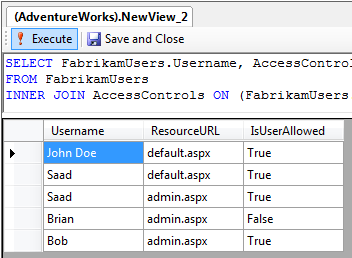 (AdventureWorks).NewView_2
Execute Save and Close
SELECT FabrikamUsers.Username, AccessControl
FROM FabrikamUsers
INNER JOIN AccessControls ON (FabrikamUsers
Username ResourceURL IsUserAllowed
John Doe default.aspx True
Saad default.aspx True
Saad admin.aspx True
Brian admin.aspx False
Bob admin.aspx True